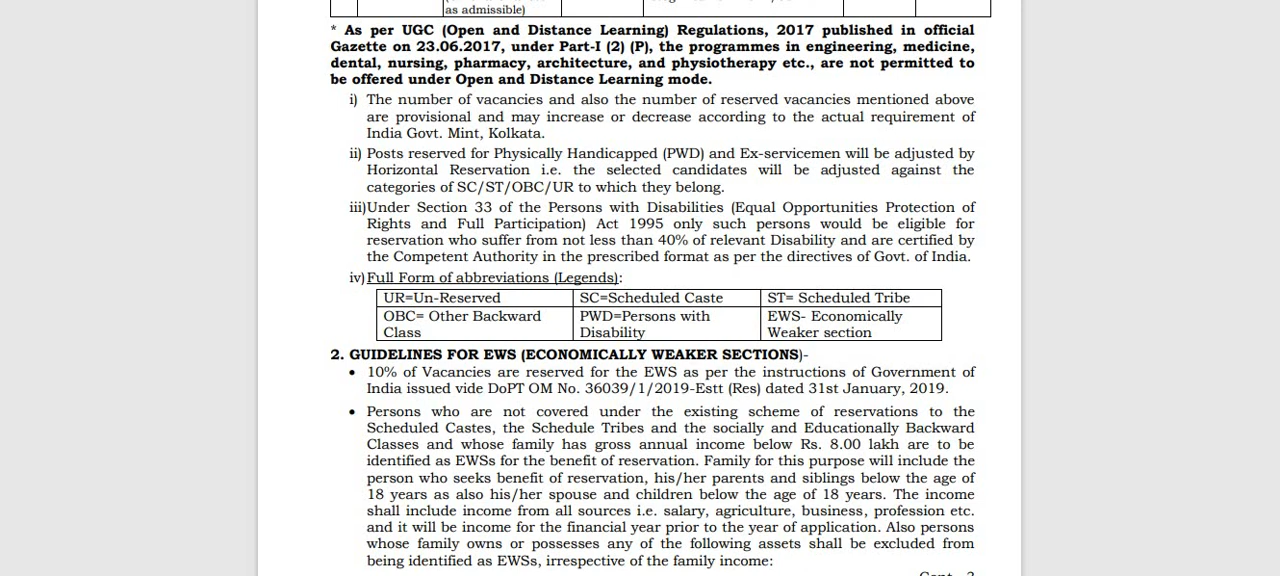 as admissible)
* As per UGC (Open and Distance Learning) Regulations, 2017 published in official
Gazette on 23.06.2017, under Part-I (2) (P), the programmes in engineering, medicine,
dental, nursing, pharmacy, architecture, and physiotherapy etc., are not permitted to
be offered under Open and Distance Learning mode.
i) The number of vacancies and also the number of reserved vacancies mentioned above
are provisional and may increase or decrease according to the actual requirement of
India Govt. Mint, Kolkata.
ii) Posts reserved for Physically Handicapped (PWD) and Ex-servicemen will be adjusted by
Horizontal Reservation i.e. the selected candidates will be adjusted against the
categories of SC/ST/OBC/UR to which they belong.
iii)Under Section 33 of the Persons with Disabilities (Equal Opportunities Protection of
Rights and Full Participation) Act 1995 only such persons would be eligible for
reservation who suffer from not less than 40% of relevant Disability and are certified by
the Competent Authority in the prescribed format as per the directives of Govt. of India.
iv) Full Form of abbreviations (Legends):
UR=Un-Reserved SC=Scheduled Caste ST= Scheduled Tribe
OBC= Other Backward PWD=Persons with EWS- Economically
Class Disability Weaker section
2. GUIDELINES FOR EWS (ECONOMICALLY WEAKER SECTIONS)-
• 10% of Vacancies are reserved for the EWS as per the instructions of Government of
India issued vide DoPT OM No. 36039/1/2019-Estt (Res) dated 31st January, 2019.
• Persons who are not covered under the existing scheme of reservations to the
Scheduled Castes, the Schedule Tribes and the socially and Educationally Backward
Classes and whose family has gross annual income below Rs. 8.00 lakh are to be
identified as EWSs for the benefit of reservation. Family for this purpose will include the
person who seeks benefit of reservation, his/her parents and siblings below the age of
18 years as also his/her spouse and children below the age of 18 years. The income
shall include income from all sources i.e. salary, agriculture, business, profession etc.
and it will be income for the financial year prior to the year of application. Also persons
whose family owns or possesses any of the following assets shall be excluded from
being identified as EWSs, irrespective of the family income: